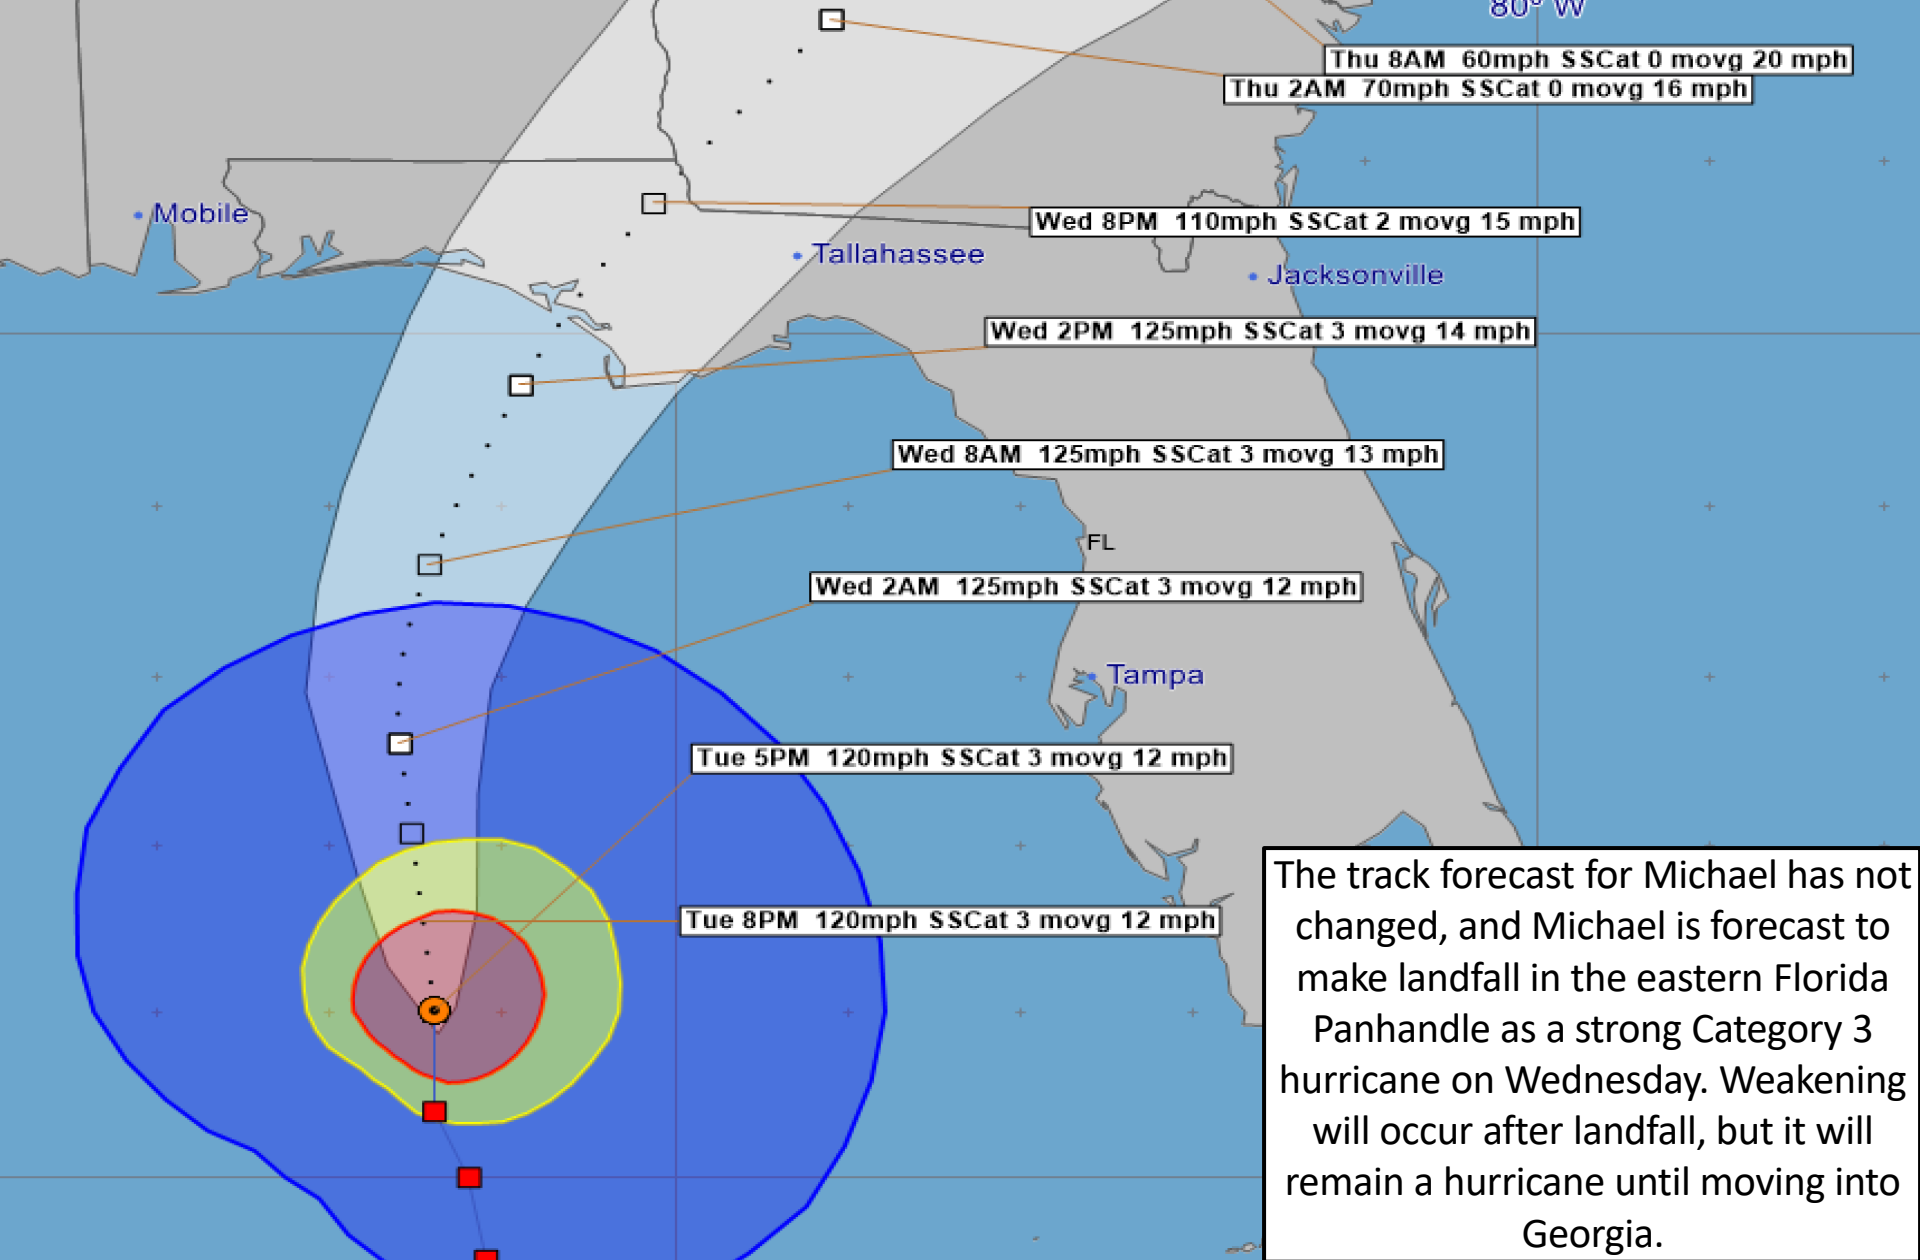 80° W
Thu 8AM 60mph SSCat 0 movg 20 mph
Thu 2AM 70mph SSCat 0 movg 16 mph
Mobile
Wed 8PM 110mph SSCat 2 movg 15 mph
Tallahassee
Jacksonville
Wed 2PM 125mph SSCat 3 movg 14 mph
Wed 8AM 125mph SSCat 3 movg 13 mph
FL
Wed 2AM 125mph SSCat 3 movg 12 mph
Tampa
Tue 5PM 120mph SSCat 3 movg 12 mph
Tue 8PM 120mph SSCat 3 movg 12 mph
The track forecast for Michael has not
changed, and Michael is forecast to
make landfall in the eastern Florida
Panhandle as a strong Category 3
hurricane on Wednesday. Weakening
will occur after landfall, but it will
remain a hurricane until moving into
Georgia.